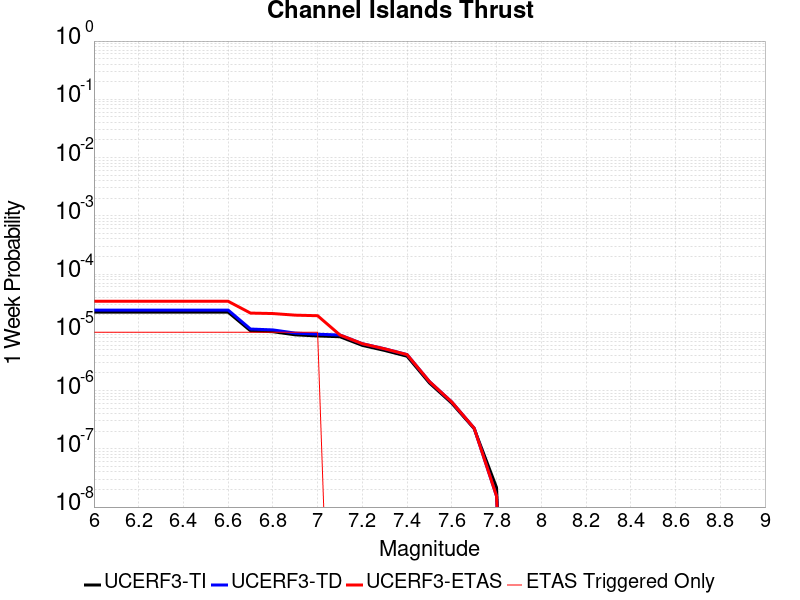 Channel Islands Thrust
10^0
10^-1
10^-2
10^-3
10^-4
10^-5
10^-6
10^-7
10^-8
1 Week Probability
6 6.2 6.4 6.6 6.8 7 7.2 7.4 7.6 7.8 8 8.2 8.4 8.6 8.8 9
Magnitude
UCERF3-TI UCERF3-TD UCERF3-ETAS ETAS Triggered Only